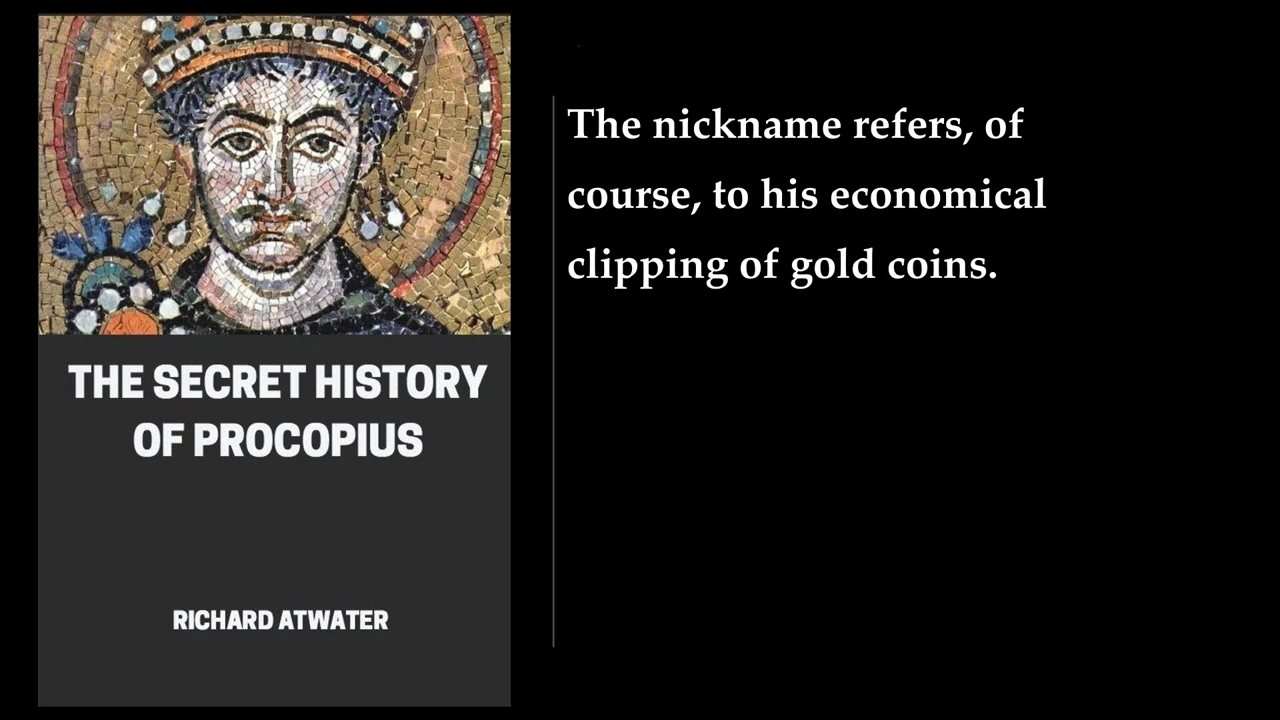 THE SECRET HISTORY
OF PROCOPIUS
RICHARD ATWATER
The nickname refers, of
course, to his economical
clipping of gold coins.